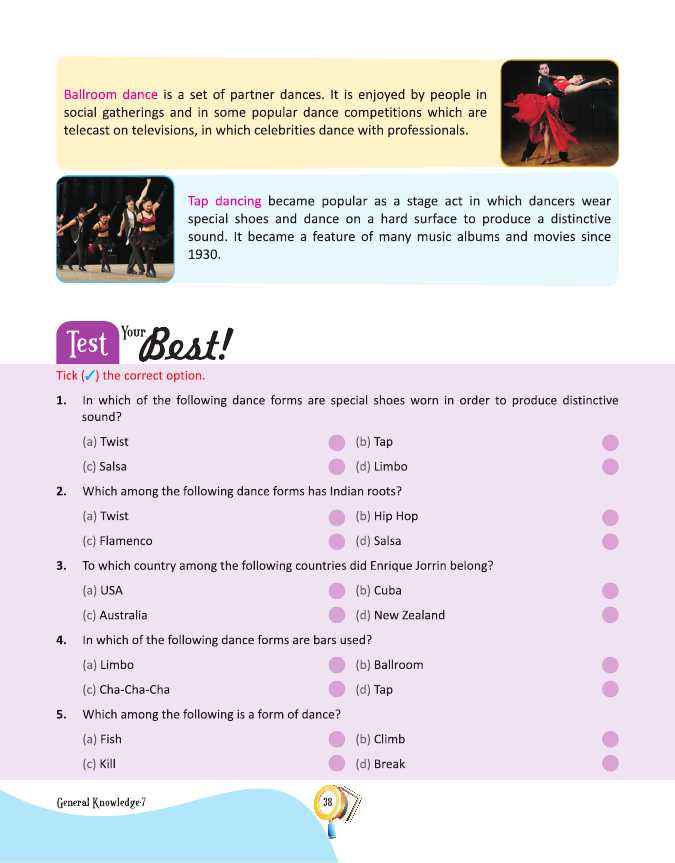 Ballroom dance is a set of partner dances. It is enjoyed by people in
social gatherings and in some popular dance competitions which are
telecast on televisions, in which celebrities dance with professionals.
Tap dancing became popular as a stage act in which dancers wear
special shoes and dance on a hard surface to produce a distinctive
sound. It became a feature of many music albums and movies since
1930.
Test Your Best!
Tick (✓) the correct option.
1. In which of the following dance forms are special shoes worn in order to produce distinctive
sound?
(a) Twist (b) Tap
(c) Salsa (d) Limbo
2. Which among the following dance forms has Indian roots?
(a) Twist (b) Hip Hop
(c) Flamenco (d) Salsa
3. To which country among the following countries did Enrique Jorrin belong?
(a) USA (b) Cuba
(c) Australia (d) New Zealand
4. In which of the following dance forms are bars used?
(a) Limbo (b) Ballroom
(c) Cha-Cha-Cha (d) Tap
5. Which among the following is a form of dance?
(a) Fish (b) Climb
(c) Kill (d) Break
General Knowledge-7 38